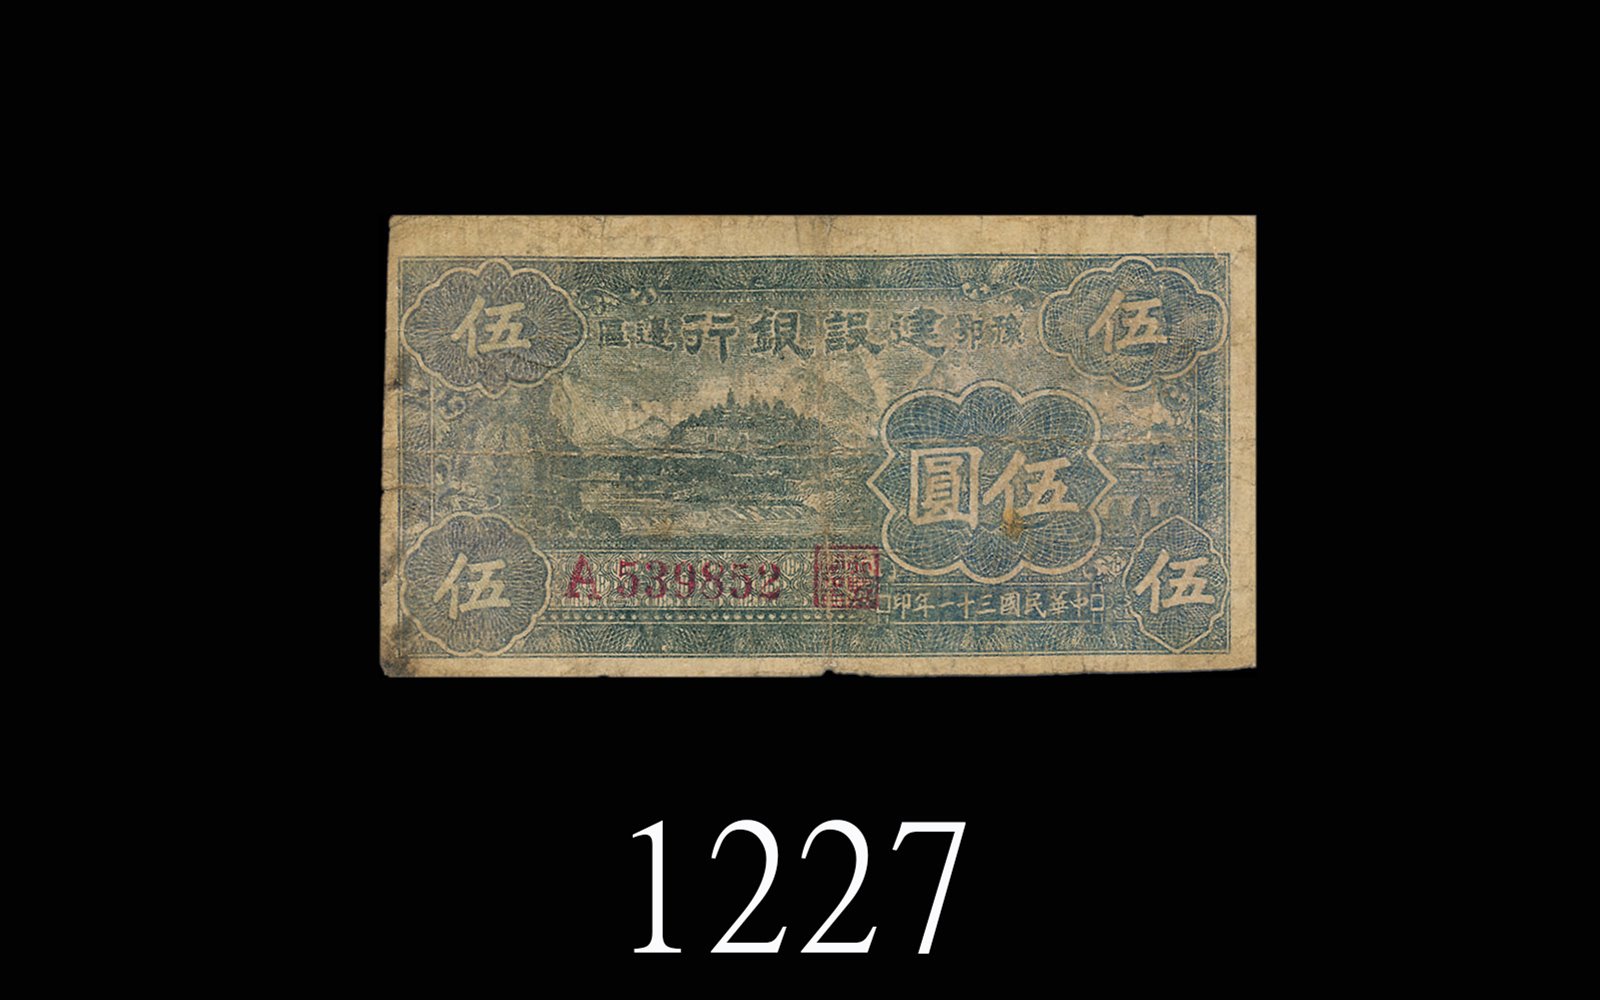 伍 伍
豫鄂建設銀行邊區
伍圓
A 539852
伍 伍
中華民國三十一年印
1227